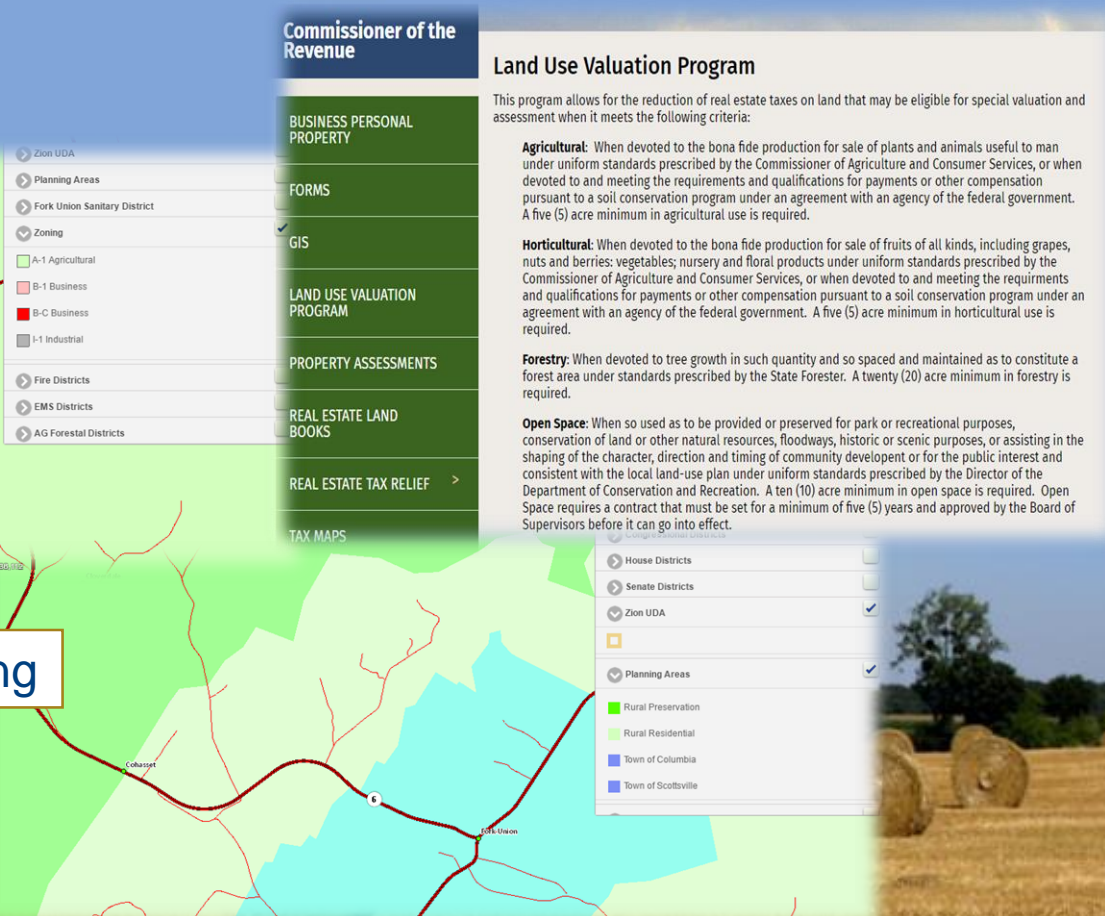 Commissioner of the
Revenue
BUSINESS PERSONAL
PROPERTY
FORMS
GIS
LAND USE VALUATION
PROGRAM
PROPERTY ASSESSMENTS
REAL ESTATE LAND
BOOKS
REAL ESTATE TAX RELIEF >
TAX MAPS
Land Use Valuation Program
This program allows for the reduction of real estate taxes on land that may be eligible for special valuation and
assessment when it meets the following criteria:
Agricultural: When devoted to the bona fide production for sale of plants and animals useful to man
under uniform standards prescribed by the Commissioner of Agriculture and Consumer Services, or when
devoted to and meeting the requirements and qualifications for payments or other compensation
pursuant to a soil conservation program under an agreement with an agency of the federal government.
A five (5) acre minimum in agricultural use is required.
Horticultural: When devoted to the bona fide production for sale of fruits of all kinds, including grapes,
nuts and berries: vegetables; nursery and floral products under uniform standards prescribed by the
Commissioner of Agriculture and Consumer Services, or when devoted to and meeting the requirments
and qualifications for payments or other compensation pursuant to a soil conservation program under an
agreement with an agency of the federal government. A five (5) acre minimum in horticultural use is
required.
Forestry: When devoted to tree growth in such quantity and so spaced and maintained as to constitute a
forest area under standards prescribed by the State Forester. A twenty (20) acre minimum in forestry is
required.
Open Space: When so used as to be provided or preserved for park or recreational purposes,
conservation of land or other natural resources, floodways, historic or scenic purposes, or assisting in the
shaping of the character, direction and timing of community developent or for the public interest and
consistent with the local land-use plan under uniform standards prescribed by the Director of the
Department of Conservation and Recreation. A ten (10) acre minimum in open space is required. Open
Space requires a contract that must be set for a minimum of five (5) years and approved by the Board of
Supervisors before it can go into effect.
Zion UDA
Planning Areas
Fork Union Sanitary District
Zoning
A-1 Agricultural
B-1 Business
B-C Business
I-1 Industrial
Fire Districts
EMS Districts
AG Forestal Districts
Congressional Districts
House Districts
Senate Districts
Zion UDA
Planning Areas
Rural Preservation
Rural Residential
Town of Columbia
Town of Scottsville
ng
Cohasset
6
Fork Union